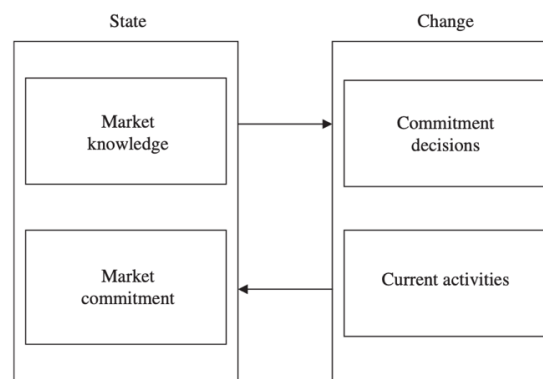 State
Change
Market
knowledge
Commitment
decisions
Market
commitment
Current activities